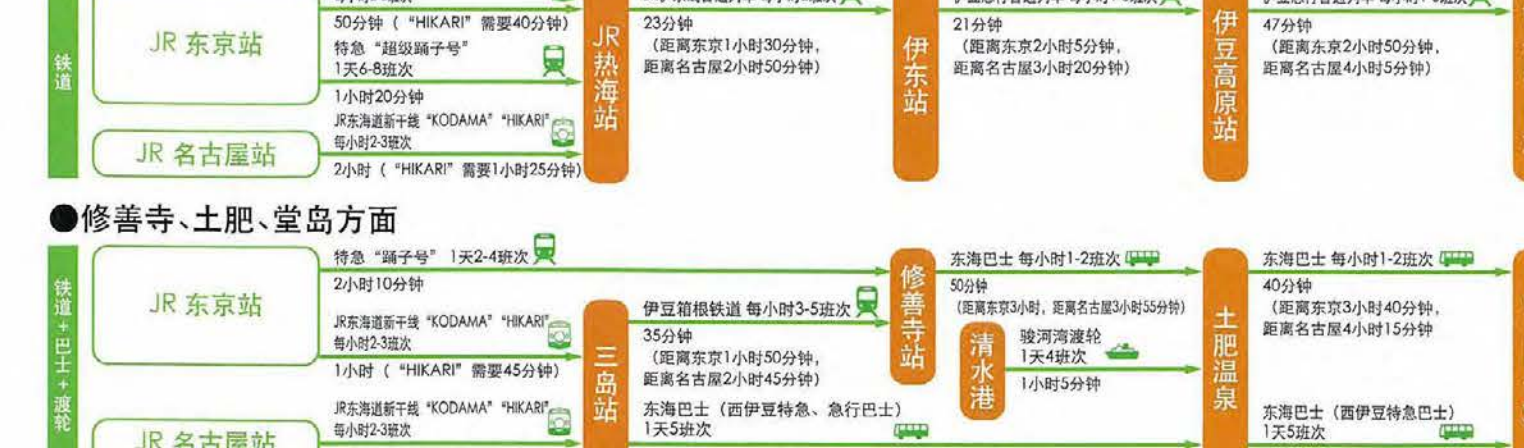 铁道
JR 东京站
50分钟（ “HIKARI” 需要40分钟）
特急 “超级踊子号”
1天6-8班次
1小时20分钟
JR东海道新干线 “KODAMA” “HIKARI”
每小时2-3班次
JR 名古屋站
2小时（ “HIKARI” 需要1小时25分钟）
JR热海站
23分钟
（距离东京1小时30分钟，
距离名古屋2小时50分钟）
伊东站
21分钟
（距离东京2小时5分钟，
距离名古屋3小时20分钟）
伊豆高原站
47分钟
（距离东京2小时50分钟，
距离名古屋4小时5分钟）
●修善寺、土肥、堂岛方面
铁道+巴士+渡轮
JR 东京站
特急 “踊子号” 1天2-4班次
2小时10分钟
JR东海道新干线 “KODAMA” “HIKARI”
每小时2-3班次
1小时（ “HIKARI” 需要45分钟）
JR东海道新干线 “KODAMA” “HIKARI”
每小时2-3班次
JR 名古屋站
三岛站
伊豆箱根铁道 每小时3-5班次
35分钟
（距离东京1小时50分钟，
距离名古屋2小时45分钟）
东海巴士（西伊豆特急、急行巴士）
1天5班次
修善寺站
东海巴士 每小时1-2班次
50分钟
（距离东京3小时，距离名古屋3小时55分钟）
清水港
骏河湾渡轮
1天4班次
1小时5分钟
土肥温泉
东海巴士 每小时1-2班次
40分钟
（距离东京3小时40分钟，
距离名古屋4小时15分钟
东海巴士（西伊豆特急巴士）
1天5班次